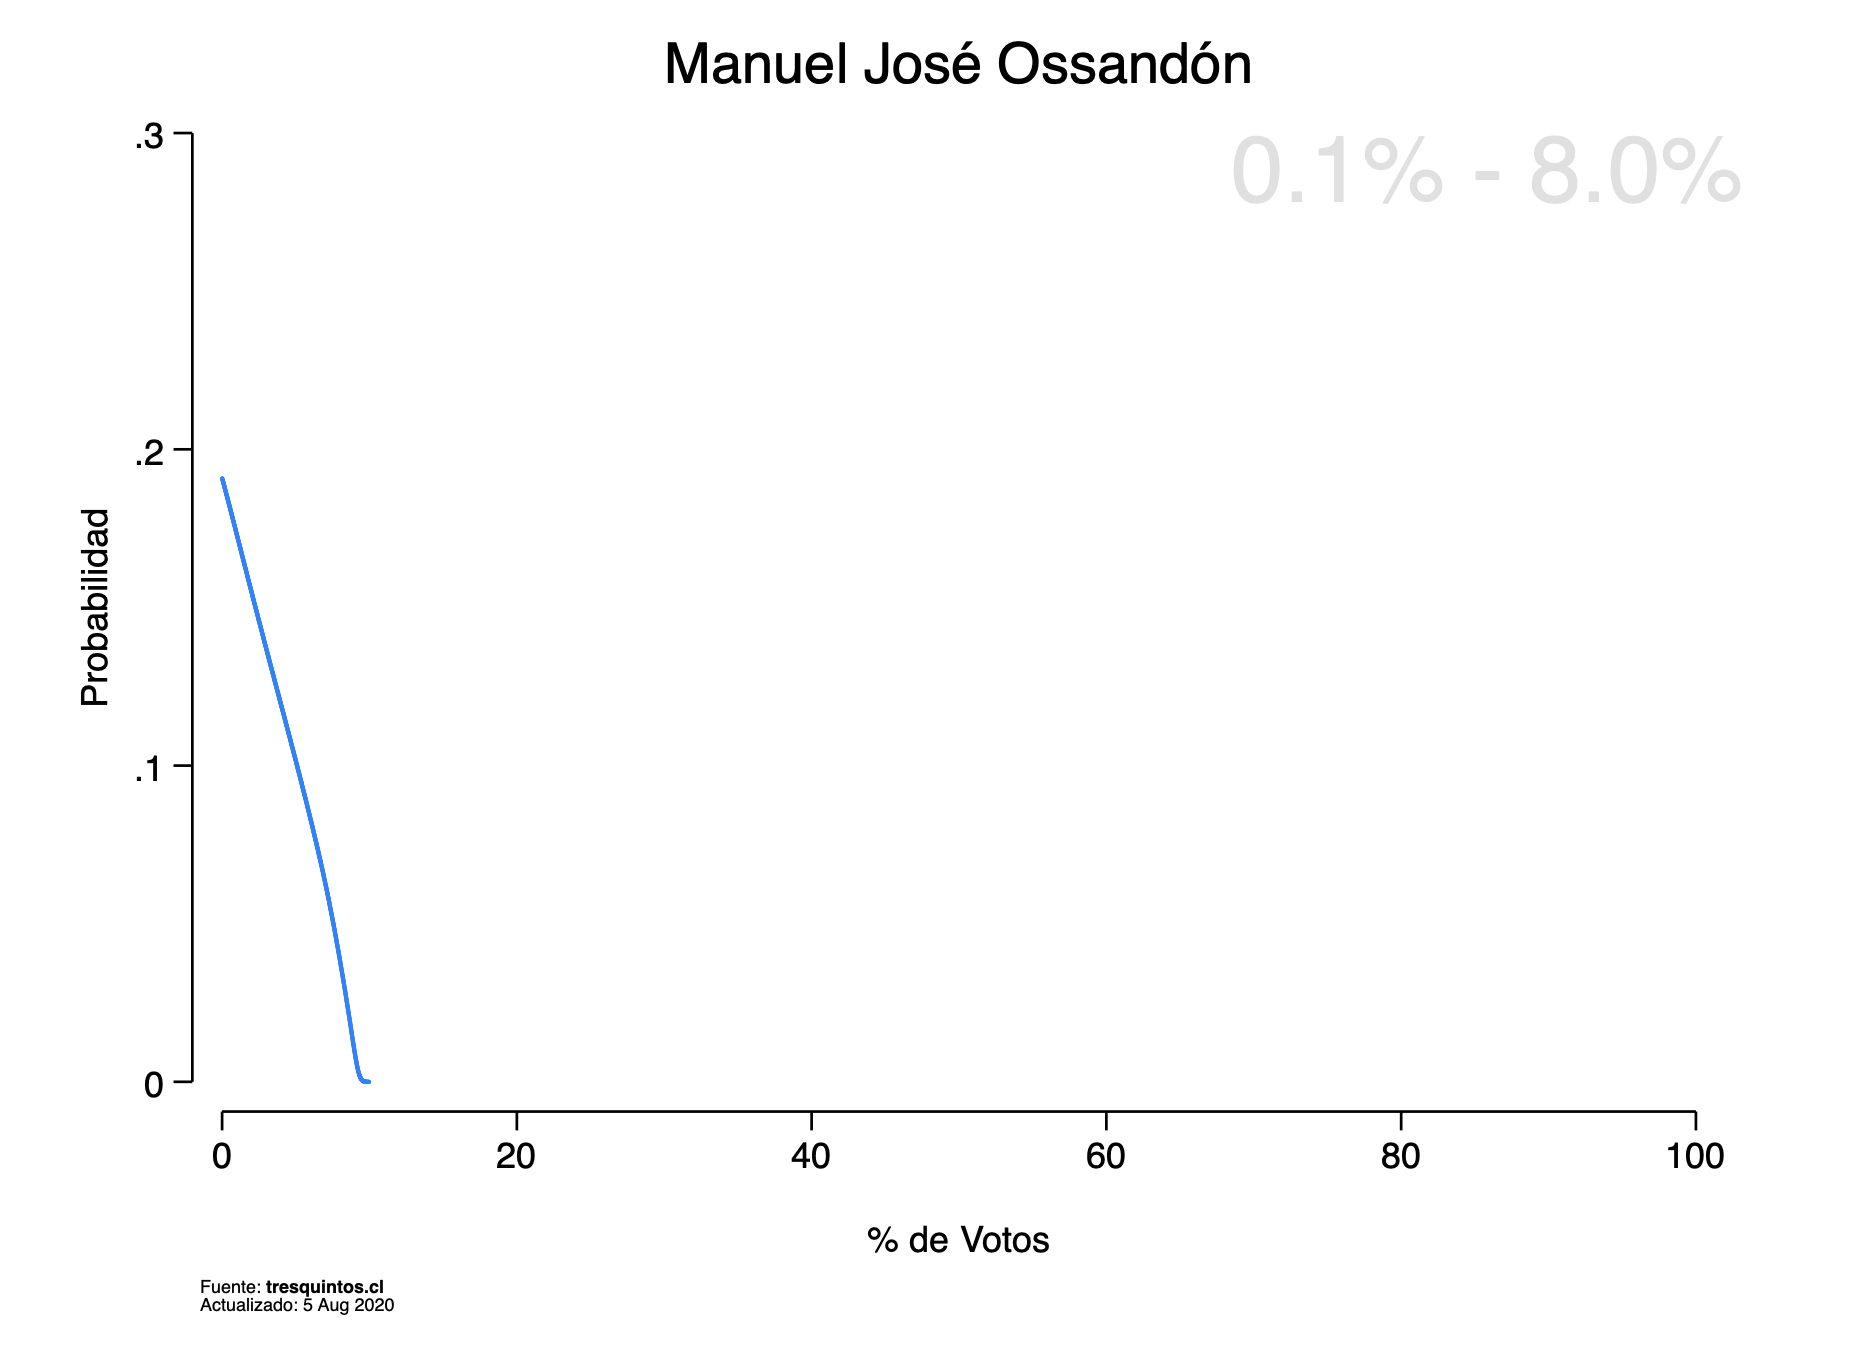 Manuel José Ossandón
0.1% - 8.0%
.3
.2
.1
0
Probabilidad
0 20 40 60 80 100
% de Votos
Fuente: tresquintos.cl
Actualizado: 5 Aug 2020